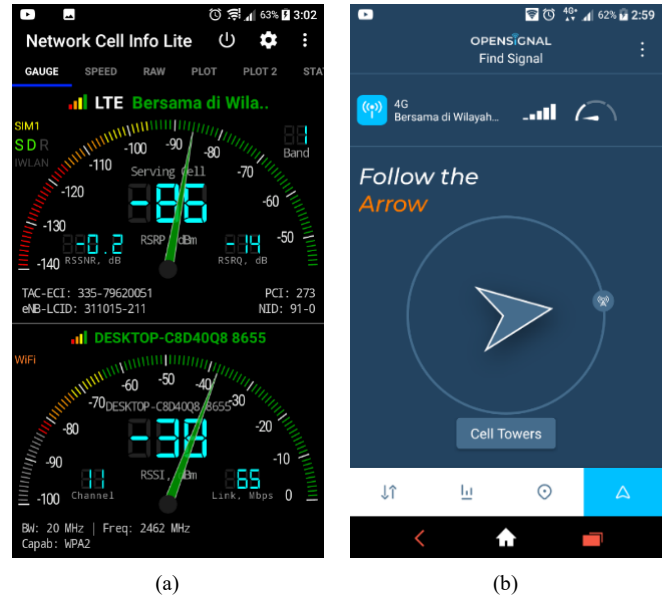 63% 3:02
Network Cell Info Lite
GAUGE SPEED RAW PLOT PLOT 2 STA
LTE Bersama di Wila..
SIM1
S D R
IWLAN
1
Band
-140 -130 -120 -110 -100 -90 -80 -70 -60 -50
Serving Cell
-86
RSRP, dBm
-0.2
RSSNR, dB
-14
RSRQ, dB
TAC-ECI: 335-79620051 PCI: 273
eNB-LCID: 311015-211 NID: 91-0
DESKTOP-C8D40Q8 8655
WiFi
-100 -90 -80 -70 -60 -50 -40 -30 -20 -10 0
DESKTOP-C8D40Q8 8655
-38
RSSI, dBm
11
Channel
65
Link, Mbps
BW: 20 MHz | Freq: 2462 MHz
Capab: WPA2
(a)
4G+ 62% 2:59
OPENSIGNAL
Find Signal
4G
Bersama di Wilayah...
Follow the
Arrow
Cell Towers
(b)